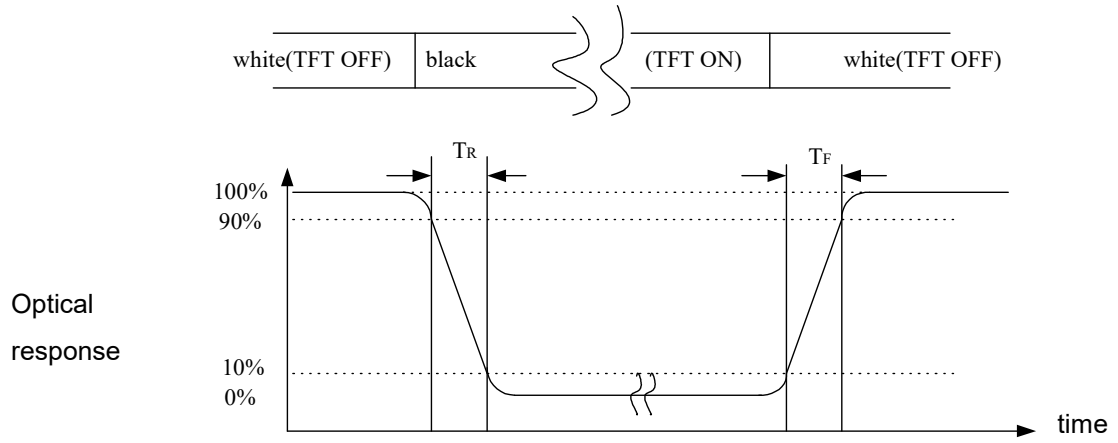 white(TFT OFF) black (TFT ON) white(TFT OFF)
TR TF
100%
90%
Optical
response
10%
0%
time